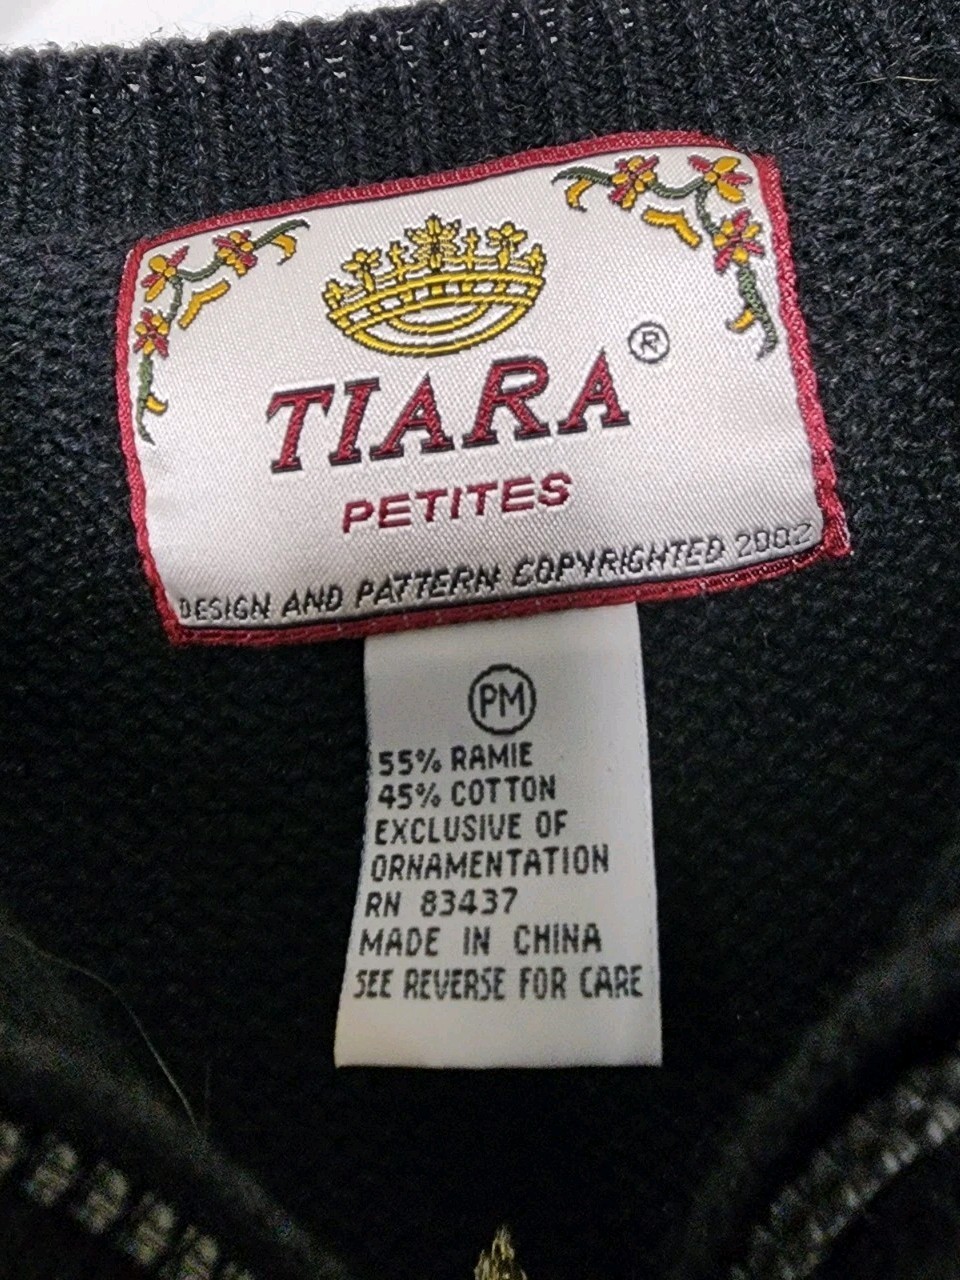 TIARA ®
PETITES
DESIGN AND PATTERN COPYRIGHTED 2002
PM
55% RAMIE
45% COTTON
EXCLUSIVE OF
ORNAMENTATION
RN 83437
MADE IN CHINA
SEE REVERSE FOR CARE